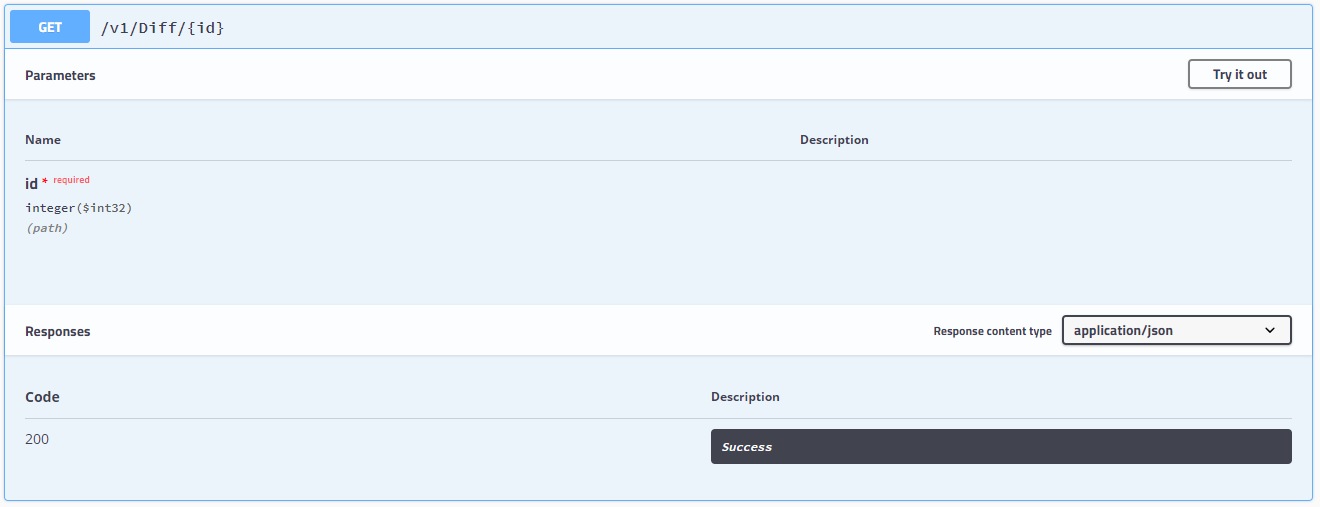 GET /v1/Diff/{id}
Parameters Try it out
Name Description
id * required
integer($int32)
(path)
Responses Response content type application/json
Code Description
200 Success